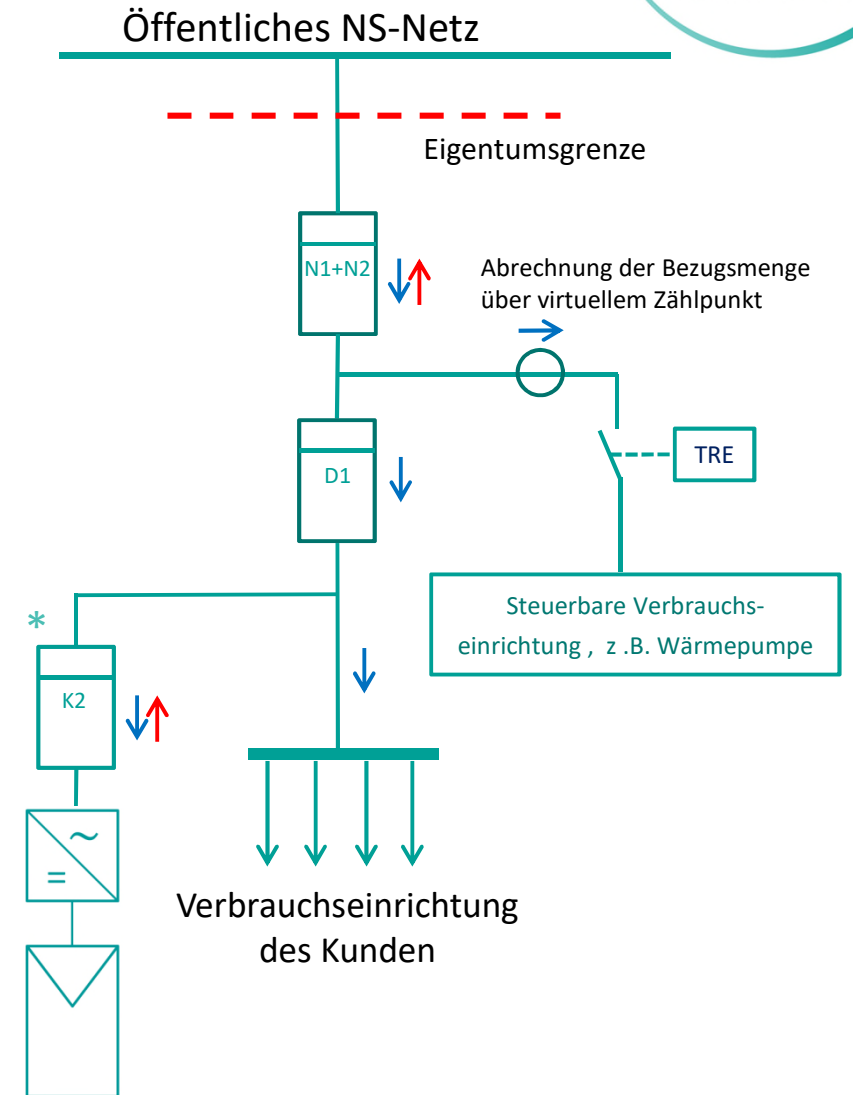 Öffentliches NS-Netz
Eigentumsgrenze
N1+N2
Abrechnung der Bezugsmenge
über virtuellem Zählpunkt
D1
TRE
Steuerbare Verbrauchs-
einrichtung , z .B. Wärmepumpe
*
K2
~
=
Verbrauchseinrichtung
des Kunden